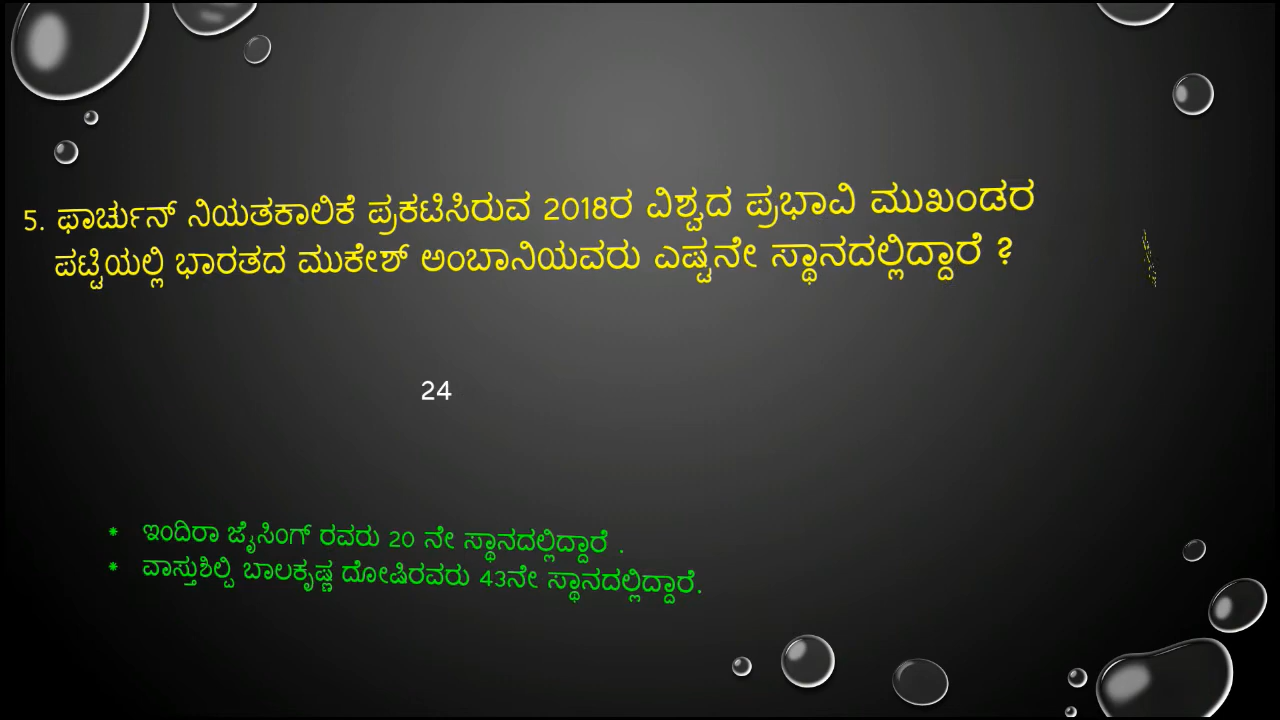 5. ಫಾರ್ಚುನ್ ನಿಯತಕಾಲಿಕೆ ಪ್ರಕಟಿಸಿರುವ 2018ರ ವಿಶ್ವದ ಪ್ರಭಾವಿ ಮುಖಂಡರ
ಪಟ್ಟಿಯಲ್ಲಿ ಭಾರತದ ಮುಕೇಶ್ ಅಂಬಾನಿಯವರು ಎಷ್ಟನೇ ಸ್ಥಾನದಲ್ಲಿದ್ದಾರೆ ?
24
* ಇಂದಿರಾ ಜೈಸಿಂಗ್ ರವರು 20 ನೇ ಸ್ಥಾನದಲ್ಲಿದ್ದಾರೆ .
* ವಾಸ್ತುಶಿಲ್ಪಿ ಬಾಲಕೃಷ್ಣ ದೋಷಿರವರು 43ನೇ ಸ್ಥಾನದಲ್ಲಿದ್ದಾರೆ.